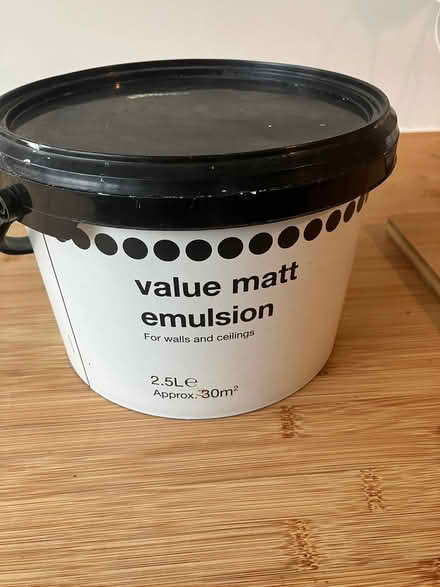 value matt
emulsion
For walls and ceilings
2.5L℮
Approx. 30m²